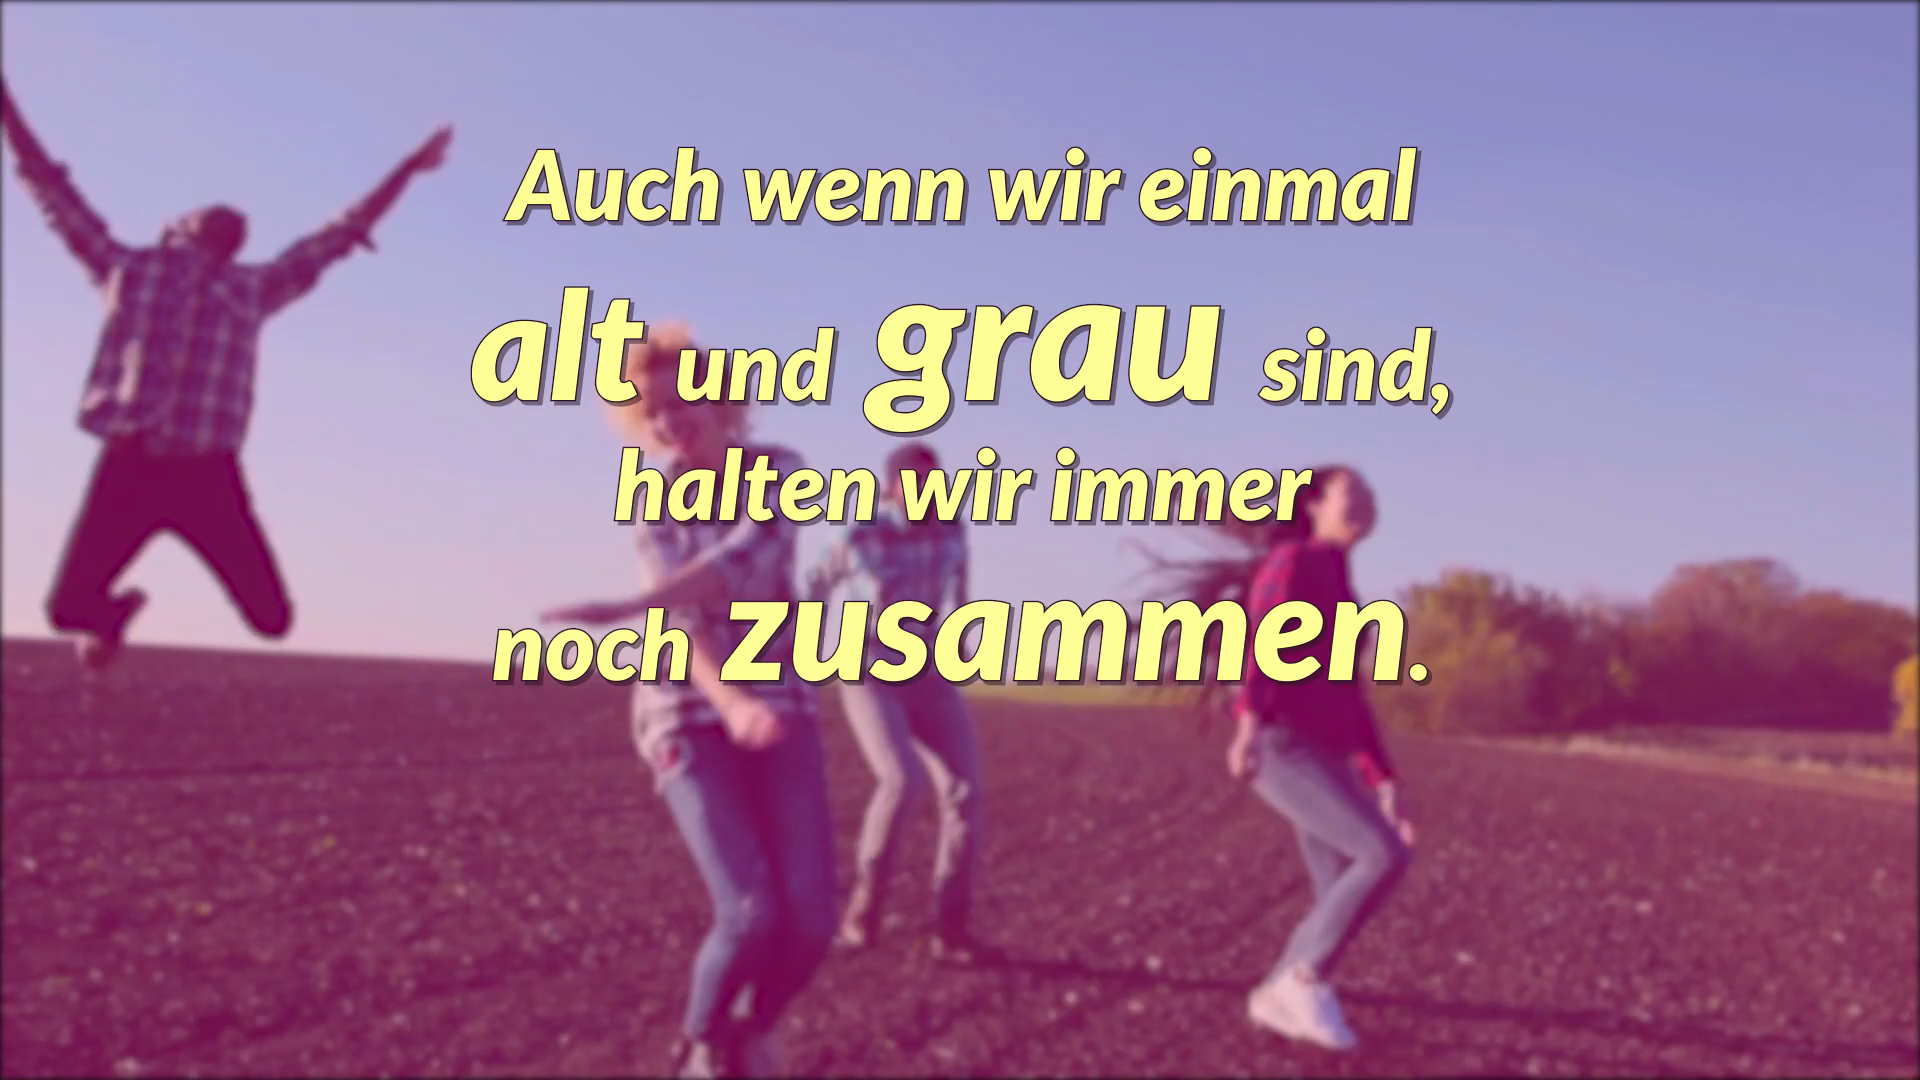 Auch wenn wir einmal
alt und grau sind,
halten wir immer
noch zusammen.